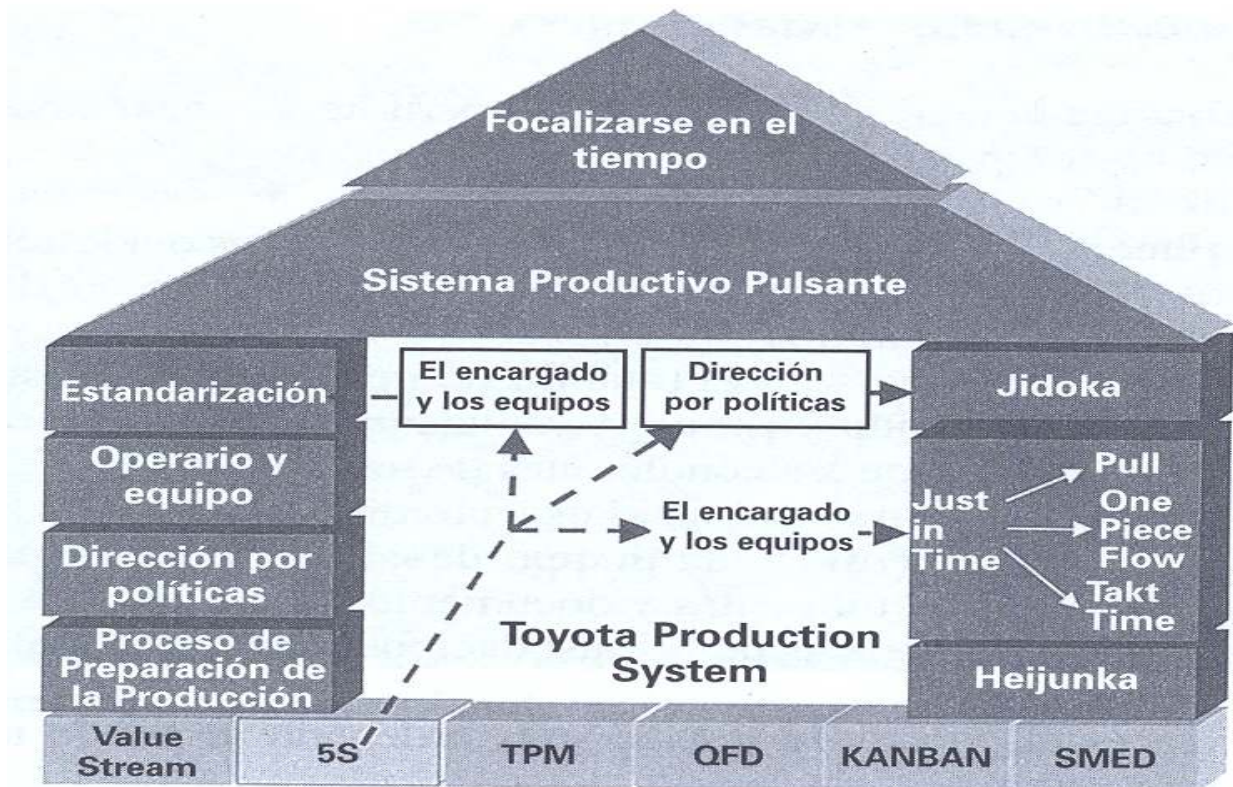 Focalizarse en el
tiempo
Sistema Productivo Pulsante
Estandarización
El encargado
y los equipos
Dirección
por políticas
Jidoka
Operario y
equipo
Dirección por
políticas
Proceso de
Preparación de
la Producción
El encargado
y los equipos
Just
in
Time
Pull
One
Piece
Flow
Takt
Time
Toyota Production
System
Heijunka
Value
Stream
5S
TPM
QFD
KANBAN
SMED